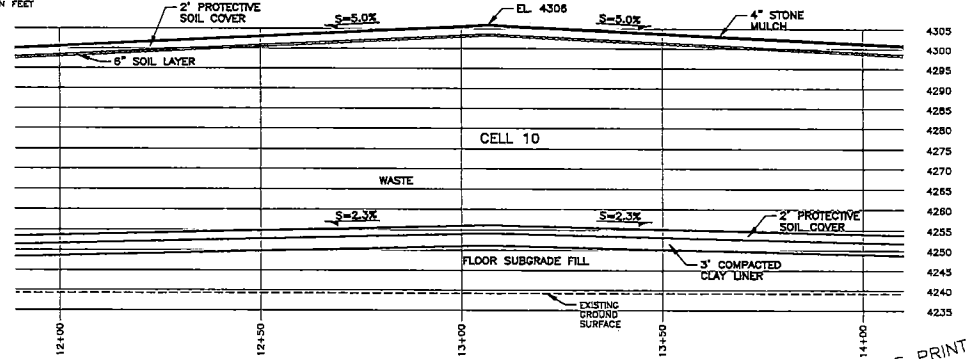 N FEET
2' PROTECTIVE
SOIL COVER
S=5.0%
EL. 4306
S=5.0%
4" STONE
MULCH
6" SOIL LAYER
4305
4300
4295
4290
4285
4280
4275
4270
4265
4260
4255
4250
4245
4240
4235
CELL 10
WASTE
S=2.3%
S=2.3%
2' PROTECTIVE
SOIL COVER
FLOOR SUBGRADE FILL
3' COMPACTED
CLAY LINER
EXISTING
GROUND
SURFACE
12+00
12+50
13+00
13+50
14+00
PRINT